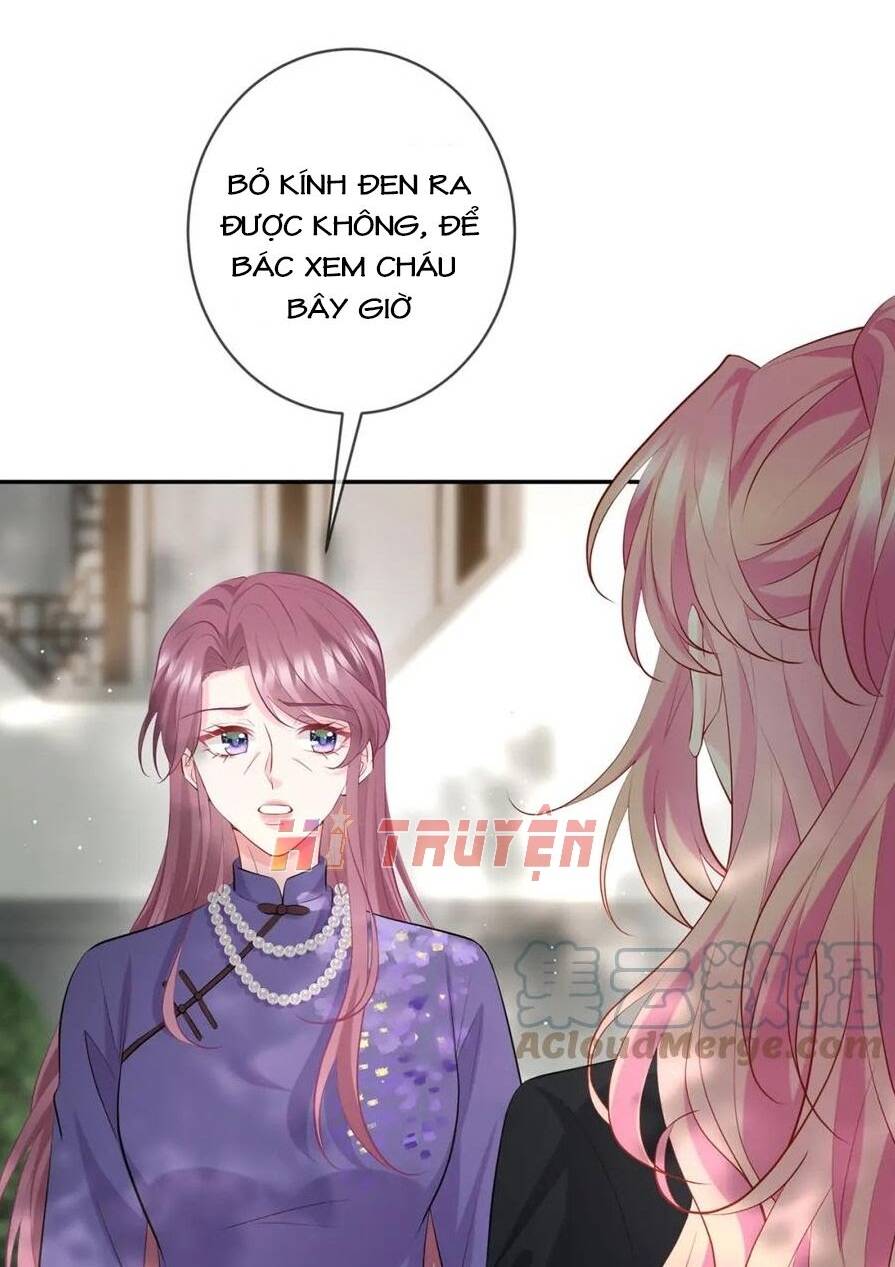 BỎ KÍNH ĐEN RA
ĐƯỢC KHÔNG, ĐỂ
BÁC XEM CHÁU
BÂY GIỜ
HI TRUYỆN
集云数据
ACloudMerge.com